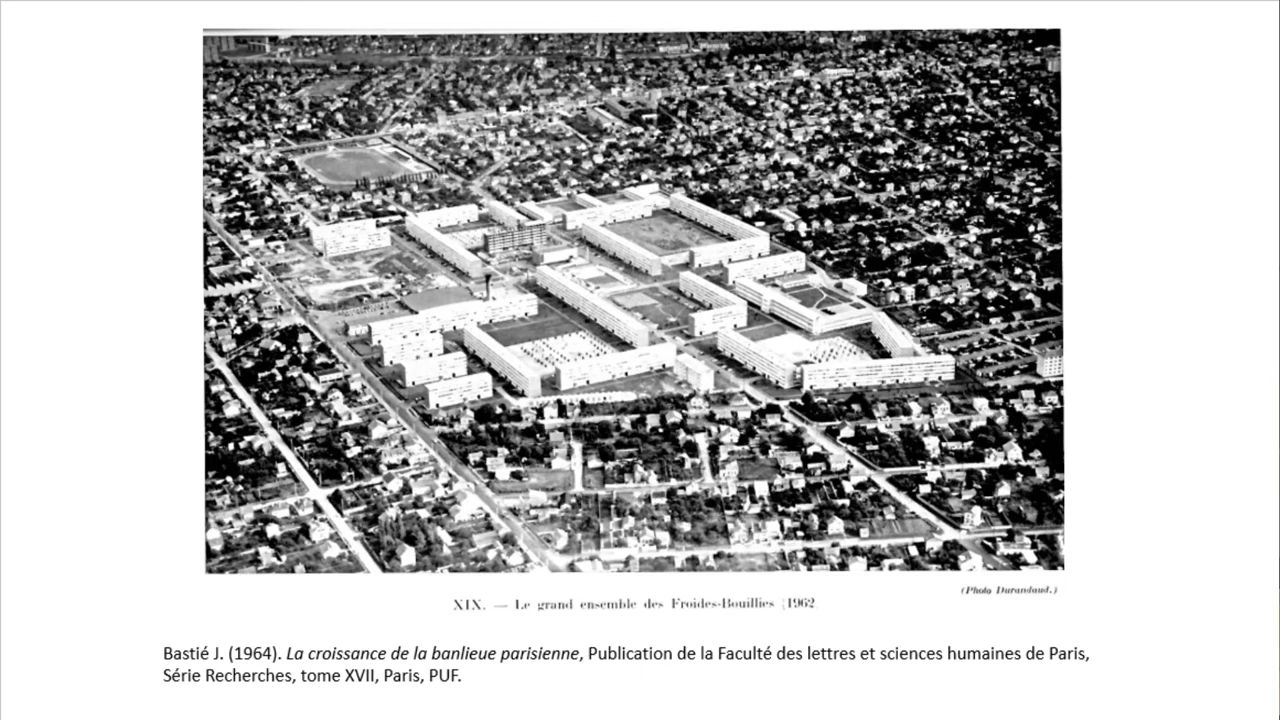 (Photo Durandaud.)
XIX. — Le grand ensemble des Froides-Bouillies (1962
Bastié J. (1964). La croissance de la banlieue parisienne, Publication de la Faculté des lettres et sciences humaines de Paris,
Série Recherches, tome XVII, Paris, PUF.